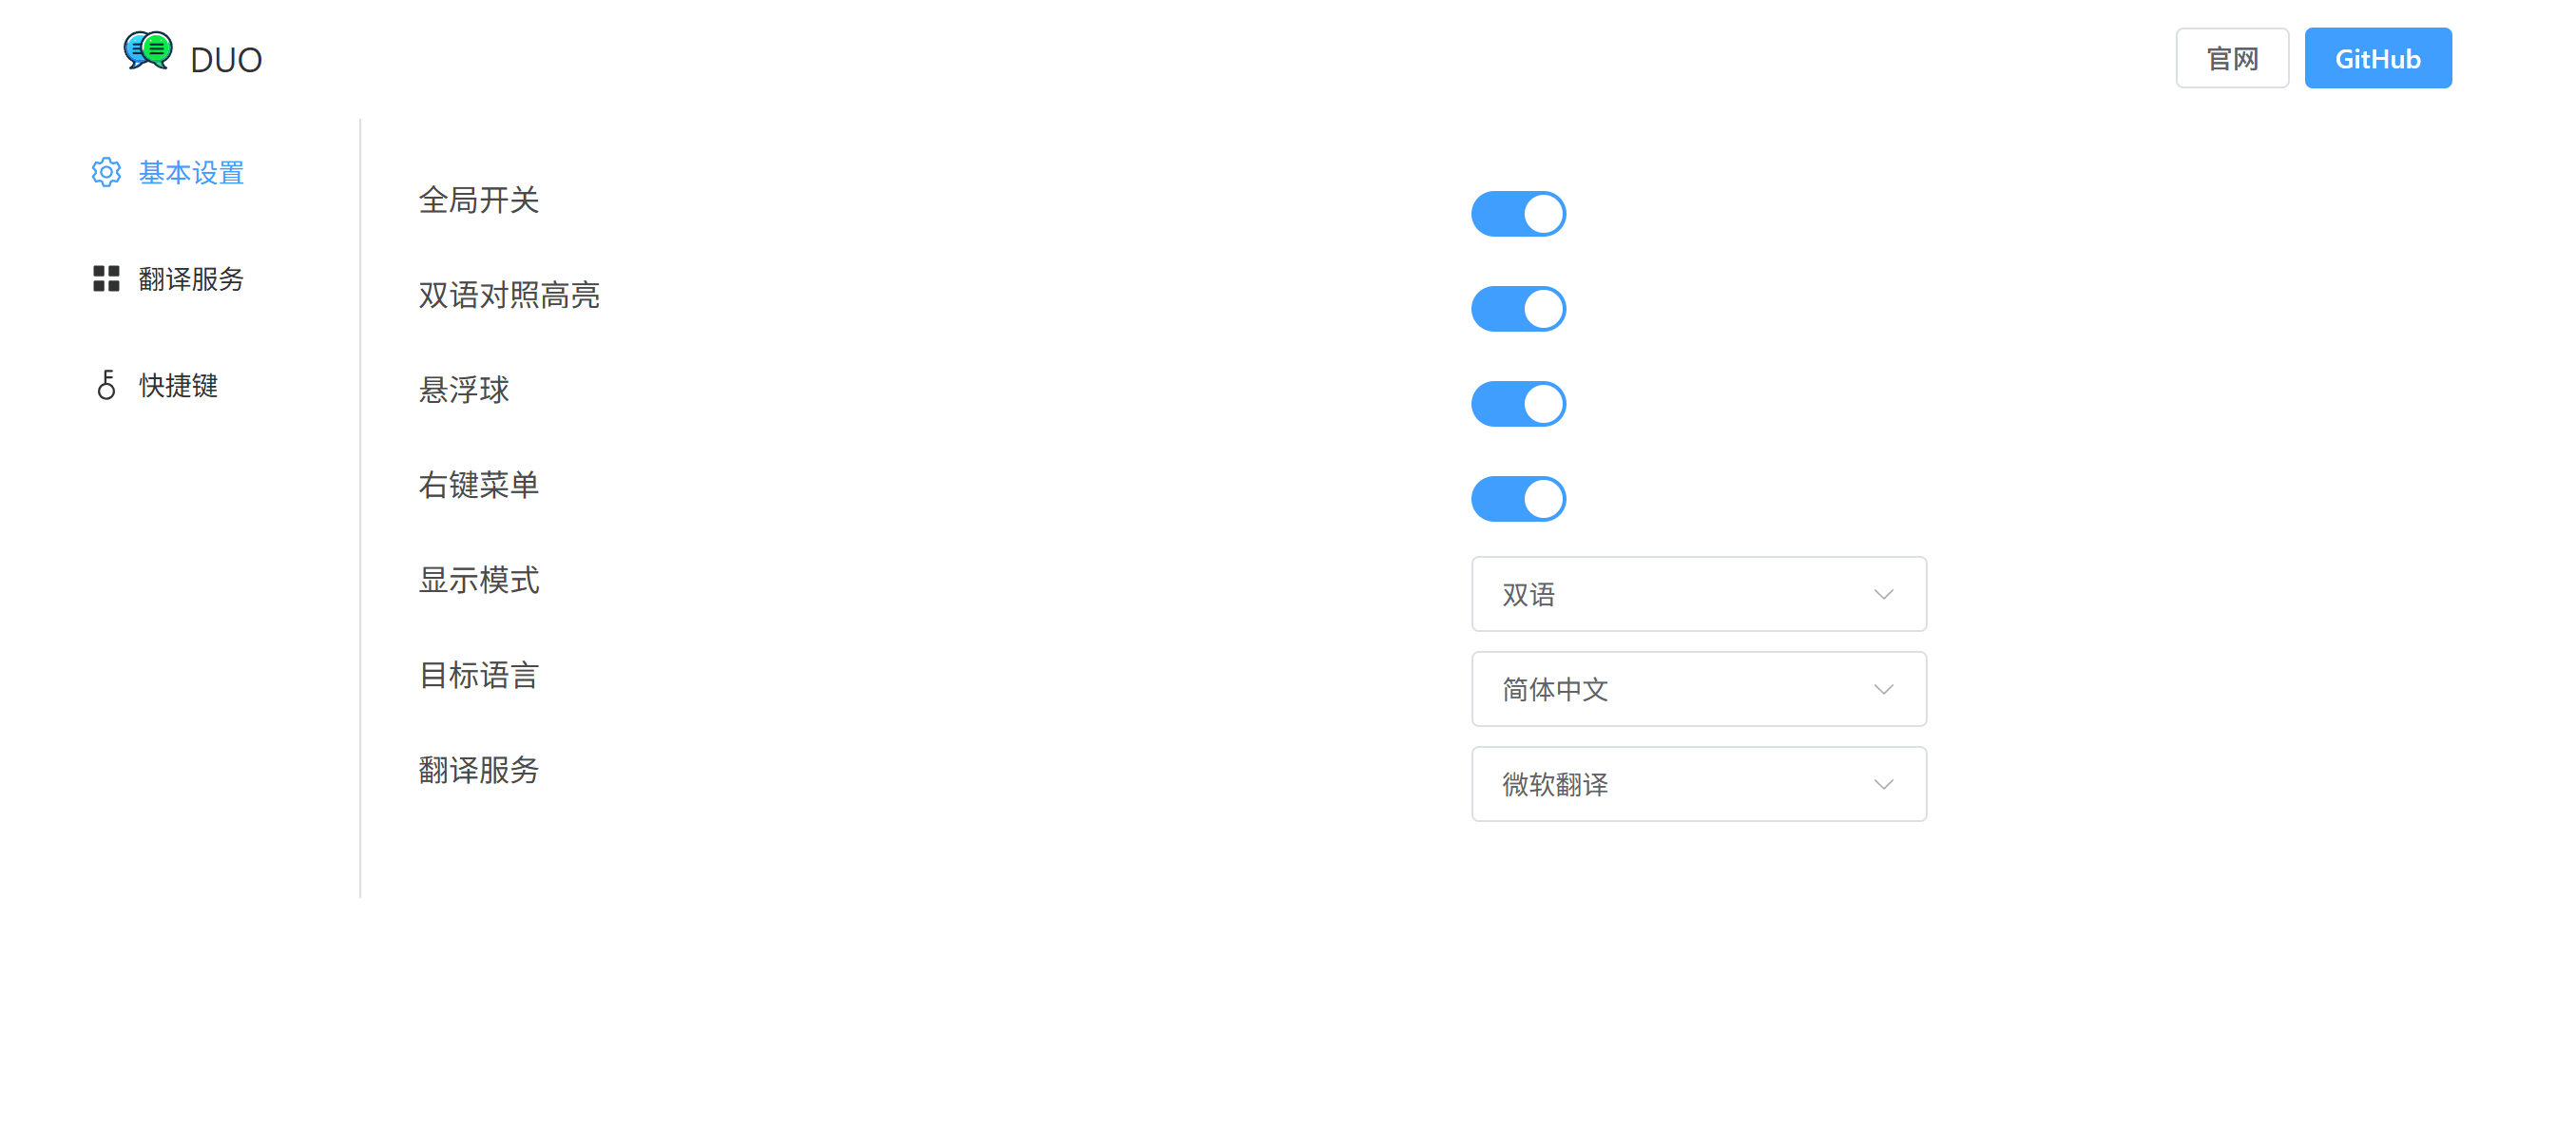 DUO
官网
GitHub
基本设置
翻译服务
快捷键
全局开关
双语对照高亮
悬浮球
右键菜单
显示模式
双语
目标语言
简体中文
翻译服务
微软翻译